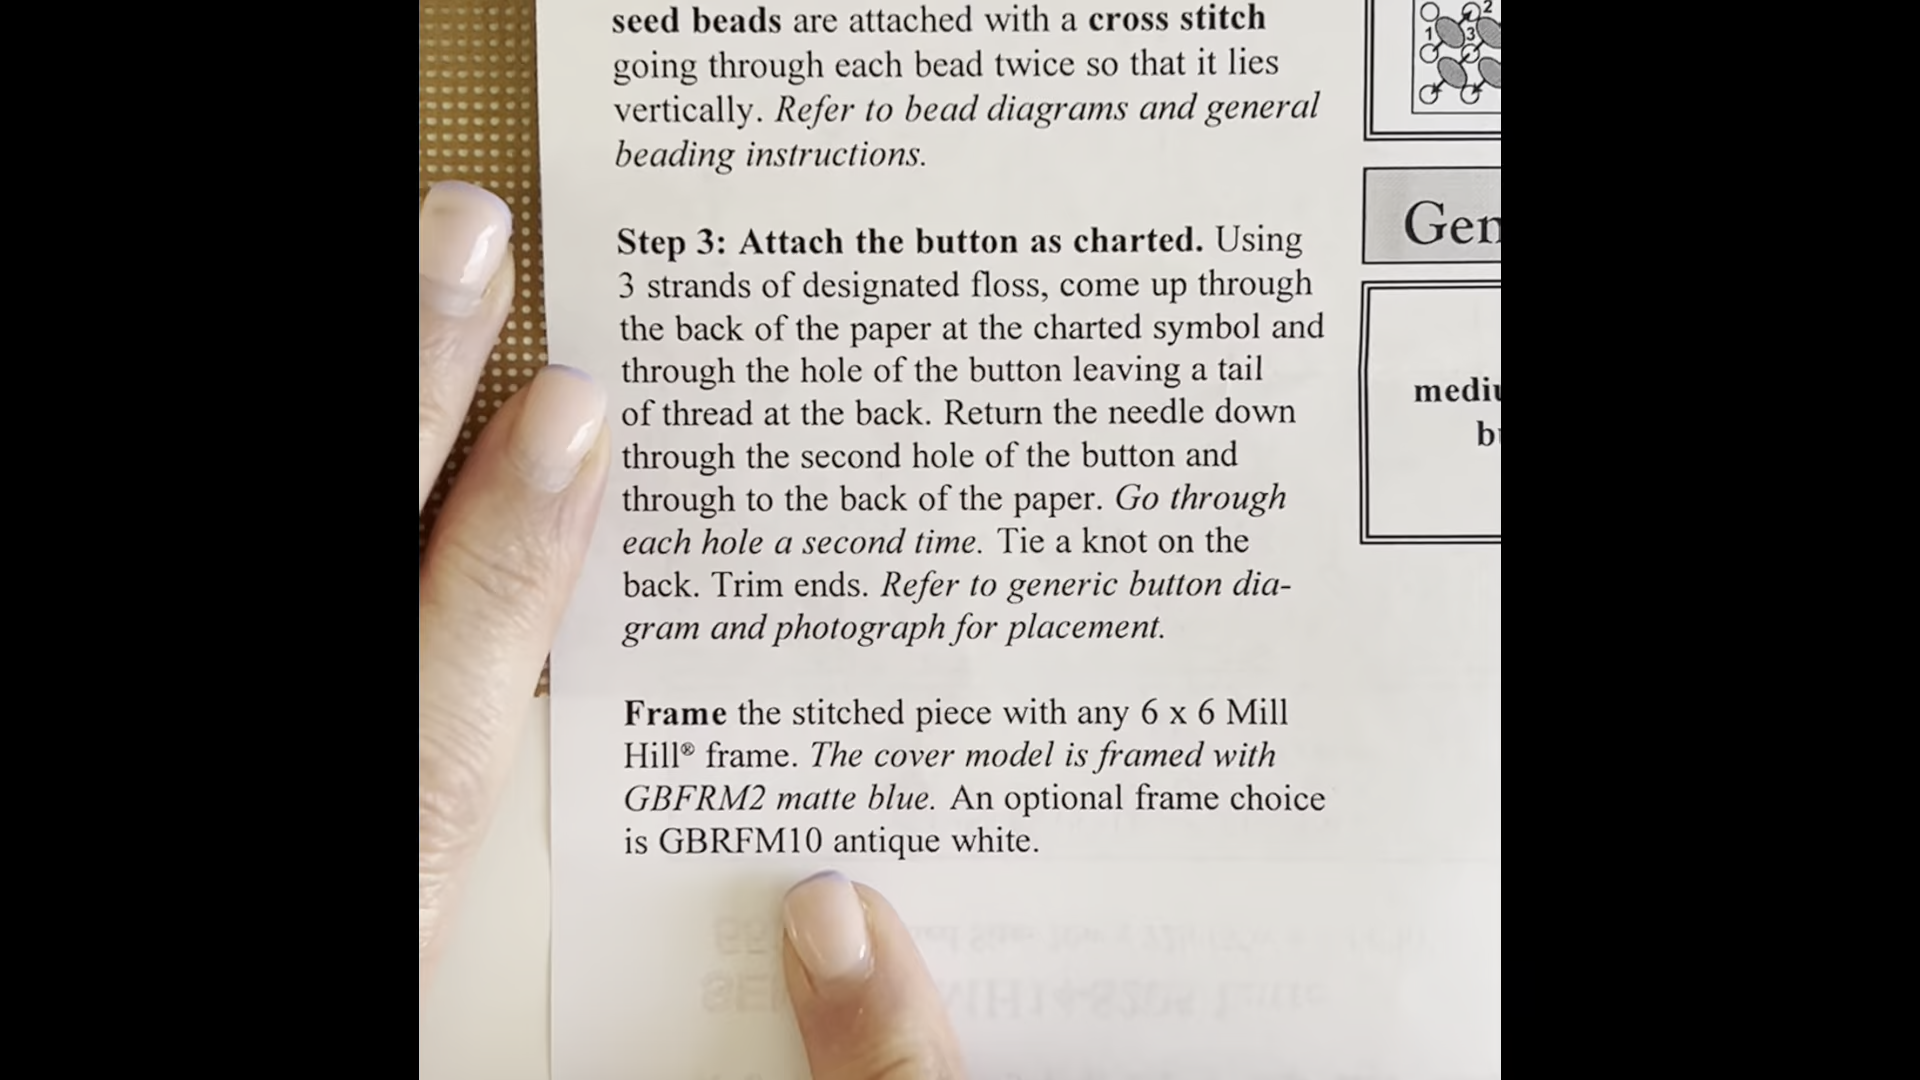 seed beads are attached with a cross stitch
going through each bead twice so that it lies
vertically. Refer to bead diagrams and general
beading instructions.
Step 3: Attach the button as charted. Using
3 strands of designated floss, come up through
the back of the paper at the charted symbol and
through the hole of the button leaving a tail
of thread at the back. Return the needle down
through the second hole of the button and
through to the back of the paper. Go through
each hole a second time. Tie a knot on the
back. Trim ends. Refer to generic button dia-
gram and photograph for placement.
Frame the stitched piece with any 6 x 6 Mill
Hill® frame. The cover model is framed with
GBFRM2 matte blue. An optional frame choice
is GBRFM10 antique white.
2
1 3
Gen